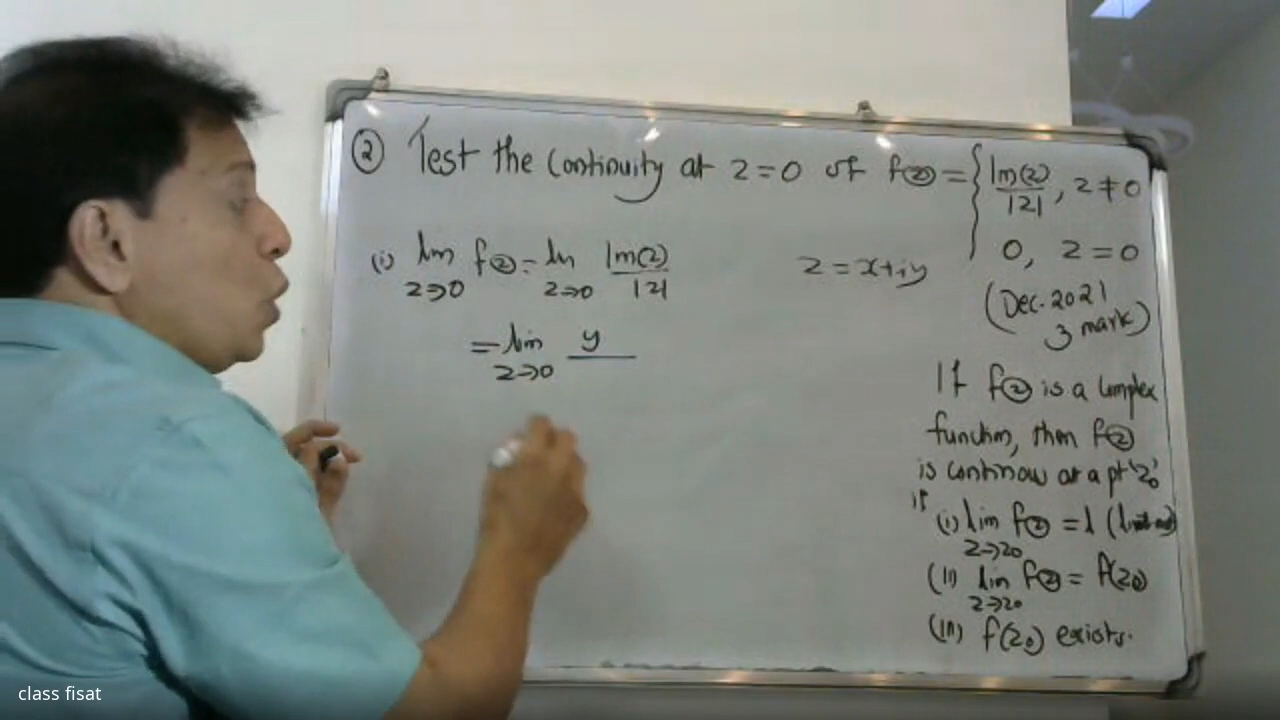 ② Test the Continuity at z=0 of f(z) = { Im(z)/|z|, z≠0
0, z=0
(Dec. 2021
3 mark)
(i) lim z→0 f(z) = lim z→0 Im(z)/|z|
z = x+iy
= lim z→0 y
If f(z) is a Complex
function, then f(z)
is continuous at a pt 'z₀'
if
(i) lim z→z₀ f(z) = l (limit
(ii) lim z→z₀ f(z) = f(z₀)
(iii) f(z₀) exists.
class fisat